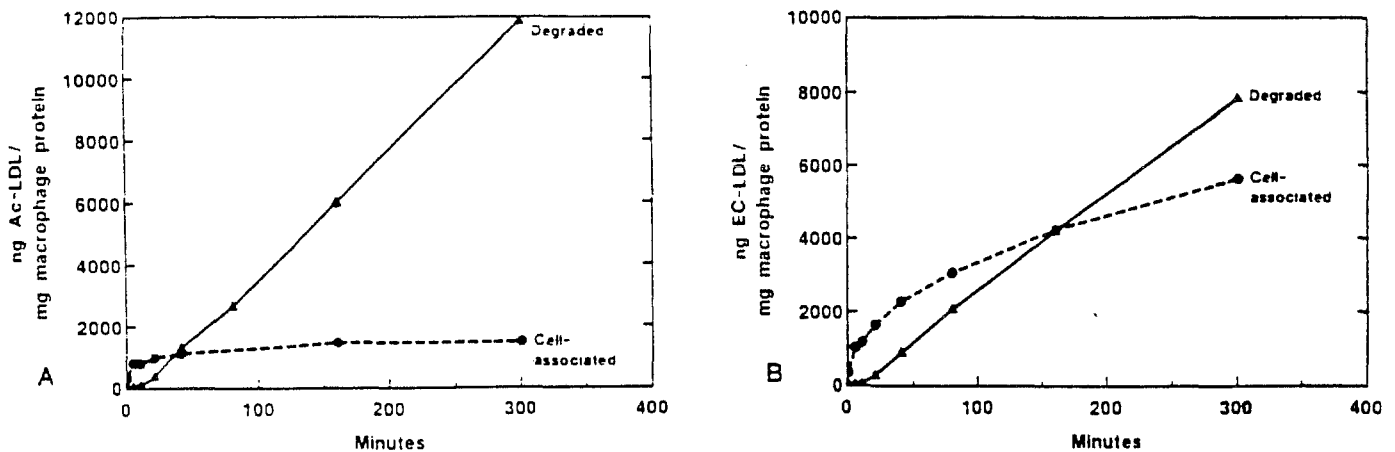 12000
10000
8000
6000
4000
2000
0
ng Ac-LDL/
mg macrophage protein
Degraded
Cell-
associated
A
0
100
200
300
400
Minutes
8000
6000
4000
2000
0
ng EC-LDL/
mg macrophage protein
Degraded
Cell-
associated
B
0
100
200
300
400
Minutes